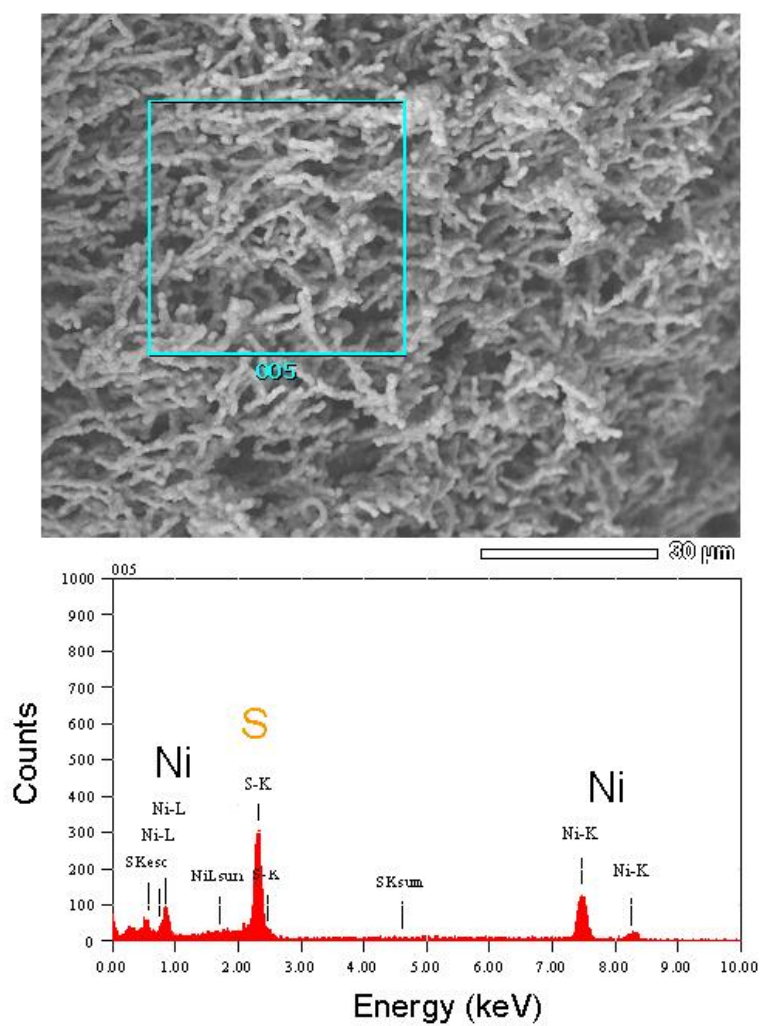 005
30 µm
005
1000
900
800
700
600
500
400
300
200
100
0
Counts
Ni
S
Ni
SKesc
Ni-L
Ni-L
NiLsum
S-K
S-K
SKsum
Ni-K
Ni-K
0.00 1.00 2.00 3.00 4.00 5.00 6.00 7.00 8.00 9.00 10.00
Energy (keV)